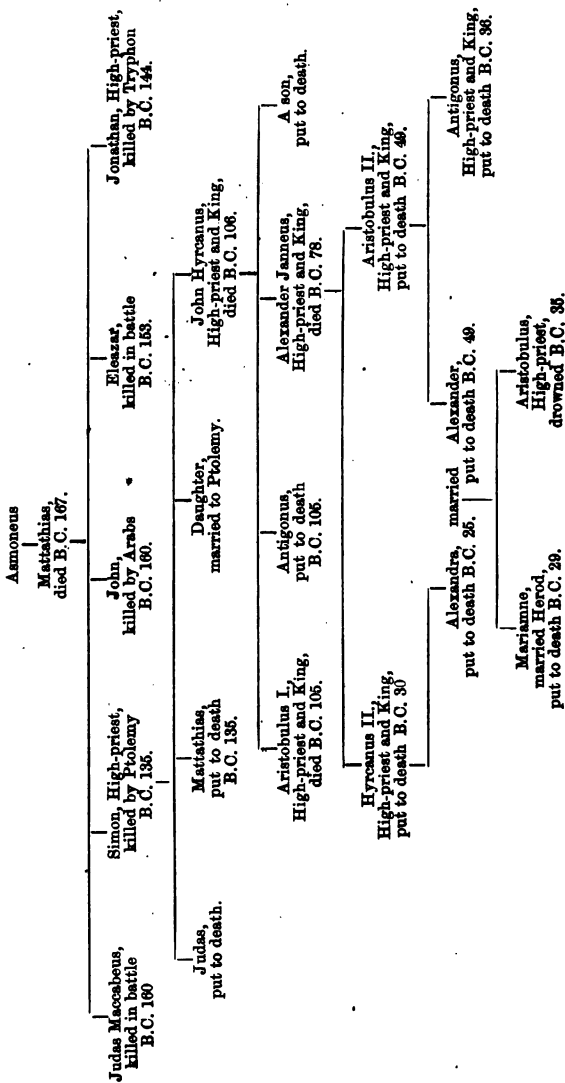 Asmoneus
Mattathias,
died B.C. 167.
Judas Maccabeus,
killed in battle
B.C. 160
Simon, High-priest,
killed by Ptolemy
B.C. 135.
John,
killed by Arabs
B.C. 160.
Eleazar,
killed in battle
B.C. 153.
Jonathan, High-priest,
killed by Tryphon
B.C. 144.
Judas,
put to death.
Mattathias,
put to death
B.C. 135.
Daughter,
married to Ptolemy.
John Hyrcanus,
High-priest and King,
died B.C. 106.
Aristobulus I.,
High-priest and King,
died B.C. 105.
Antigonus,
put to death
B.C. 105.
Alexander Janneus,
High-priest and King,
died B.C. 78.
A son,
put to death.
Hyrcanus II.,
High-priest and King,
put to death B.C. 30
Aristobulus II.,
High-priest and King,
put to death B.C. 49.
Alexandra, married Alexander,
put to death B.C. 25. put to death B.C. 49.
Antigonus,
High-priest and King,
put to death B.C. 36.
Mariamne,
married Herod,
put to death B.C. 29.
Aristobulus,
High-priest,
drowned B.C. 35.